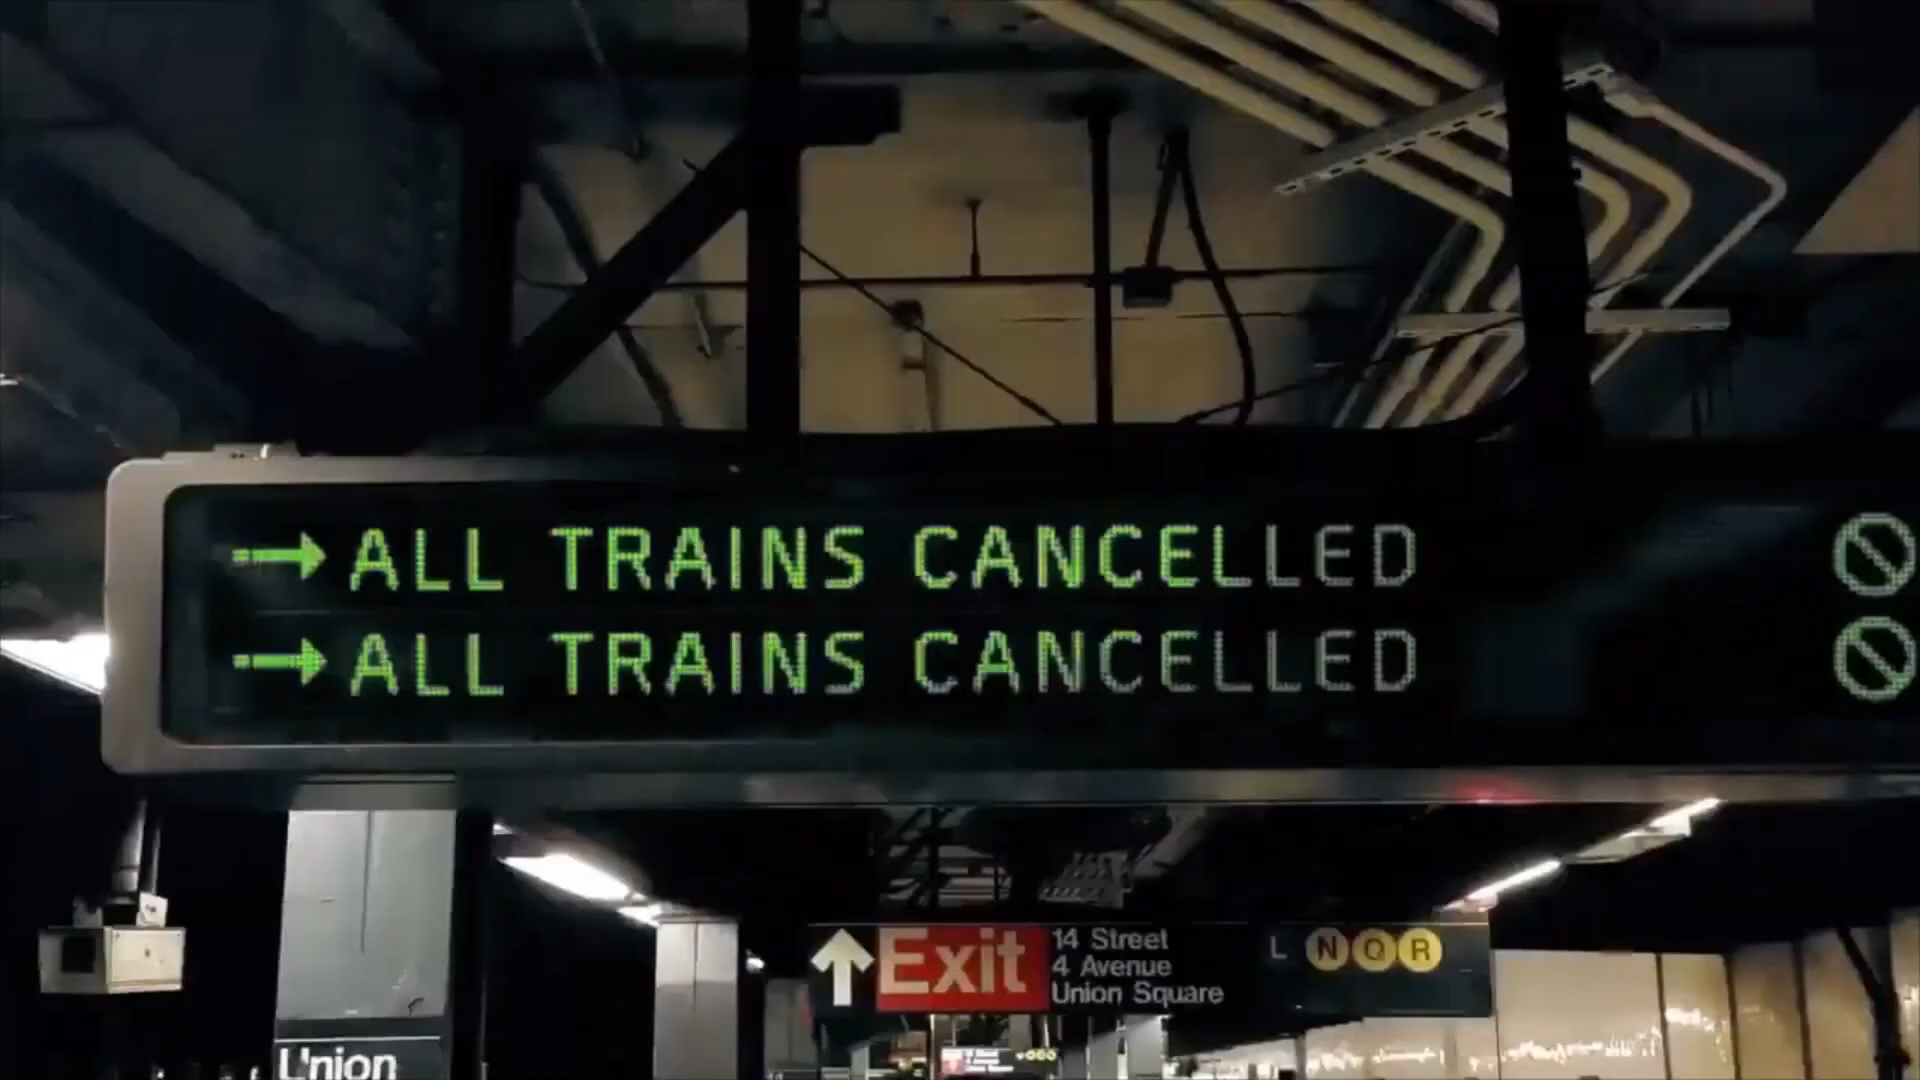 → ALL TRAINS CANCELLED
→ ALL TRAINS CANCELLED
Exit
14 Street
4 Avenue
Union Square
L N Q R
Union